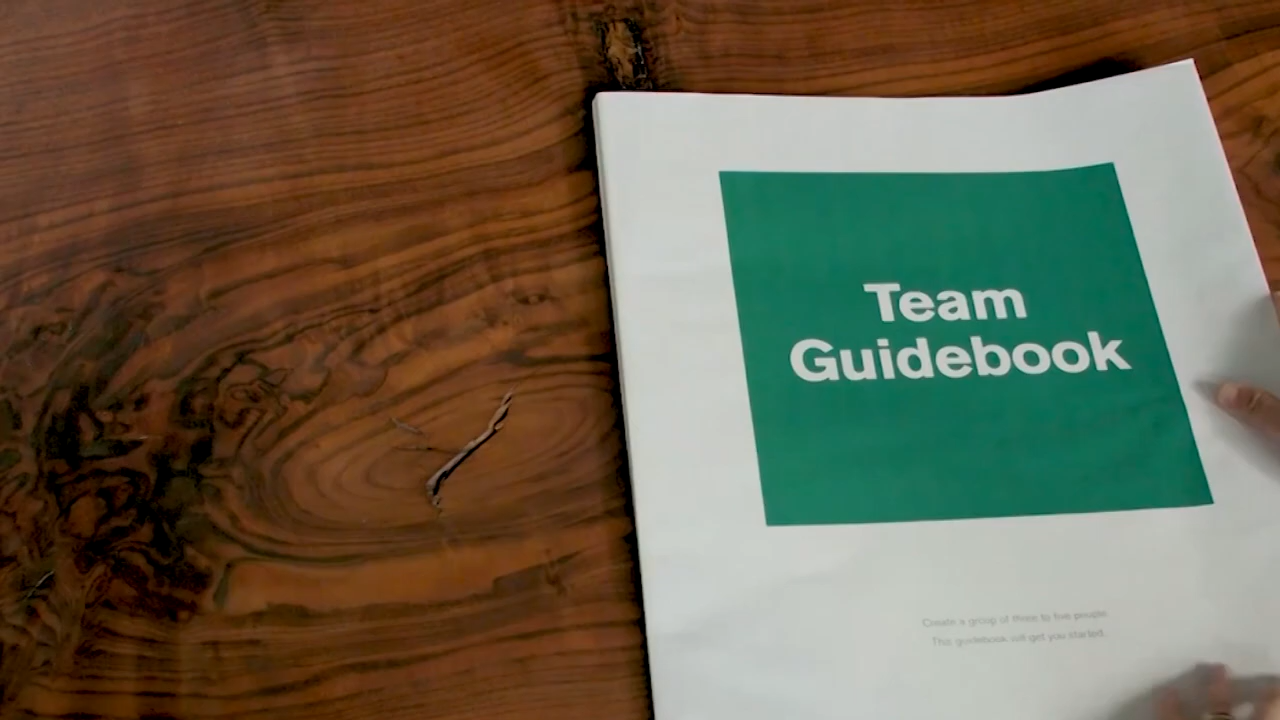 Team
Guidebook
Create a group of three to five people.
This guidebook will get you started.